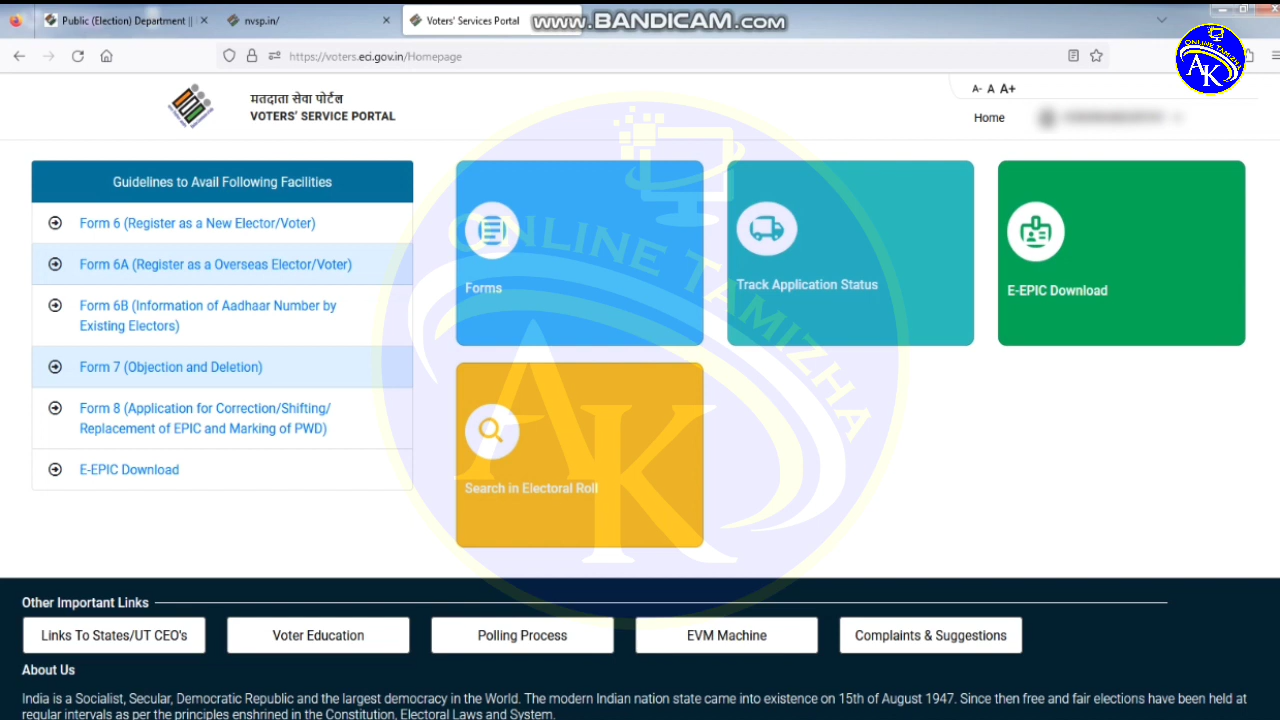 Public (Election) Department ||
nvsp.in/
Voters' Services Portal
www.BANDICAM.com
https://voters.eci.gov.in/Homepage
ONLINE TAMIZHA
AK
मतदाता सेवा पोर्टल
VOTERS' SERVICE PORTAL
A- A A+
Home
Guidelines to Avail Following Facilities
Form 6 (Register as a New Elector/Voter)
Form 6A (Register as a Overseas Elector/Voter)
Form 6B (Information of Aadhaar Number by
Existing Electors)
Form 7 (Objection and Deletion)
Form 8 (Application for Correction/Shifting/
Replacement of EPIC and Marking of PWD)
E-EPIC Download
Forms
Track Application Status
E-EPIC Download
Search in Electoral Roll
ONLINE TAMIZHA
AK
Other Important Links
Links To States/UT CEO's
Voter Education
Polling Process
EVM Machine
Complaints & Suggestions
About Us
India is a Socialist, Secular, Democratic Republic and the largest democracy in the World. The modern Indian nation state came into existence on 15th of August 1947. Since then free and fair elections have been held at
regular intervals as per the principles enshrined in the Constitution, Electoral Laws and System.